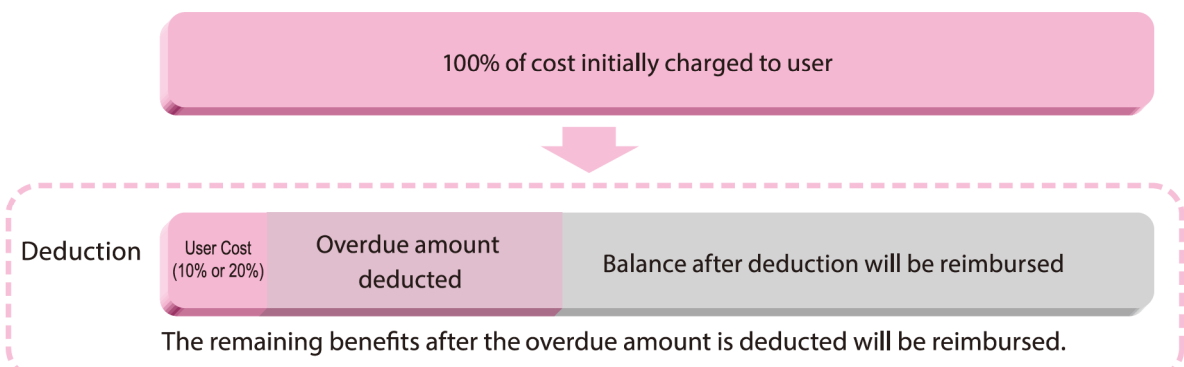 100% of cost initially charged to user
Deduction
User Cost
(10% or 20%)
Overdue amount
deducted
Balance after deduction will be reimbursed
The remaining benefits after the overdue amount is deducted will be reimbursed.